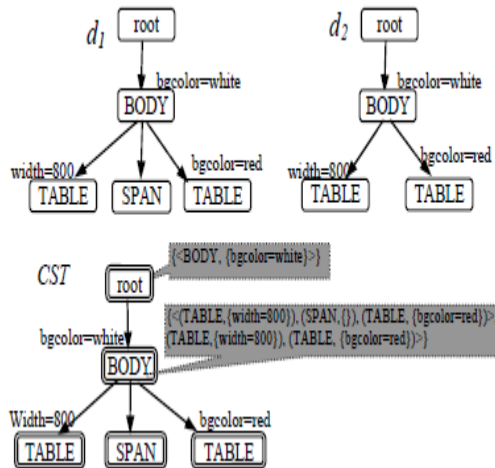 d1
root
d2
root
bgcolor=white
BODY
bgcolor=white
BODY
width=800
bgcolor=red
TABLE
SPAN
TABLE
width=800
bgcolor=red
TABLE
TABLE
CST
root
{<BODY, {bgcolor=white}>}
bgcolor=white
BODY
{<(TABLE,{width=800}), (SPAN,{}), (TABLE, {bgcolor=red})>
(TABLE,{width=800}), (TABLE, {bgcolor=red})>}
Width=800
bgcolor=red
TABLE
SPAN
TABLE